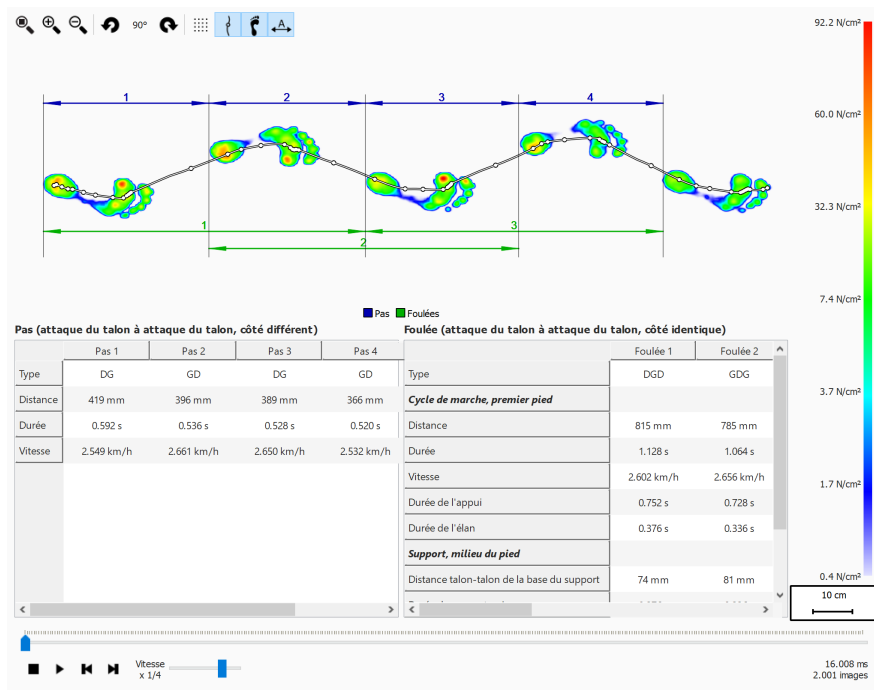 90°
A
92.2 N/cm²
60.0 N/cm²
32.3 N/cm²
7.4 N/cm²
3.7 N/cm²
1.7 N/cm²
0.4 N/cm²
1 2 3 4
1 3
2
Pas Foulées
Pas (attaque du talon à attaque du talon, côté différent)
Pas 1 Pas 2 Pas 3 Pas 4
Type DG GD DG GD
Distance 419 mm 396 mm 389 mm 366 mm
Durée 0.592 s 0.536 s 0.528 s 0.520 s
Vitesse 2.549 km/h 2.661 km/h 2.650 km/h 2.532 km/h
Foulée (attaque du talon à attaque du talon, côté identique)
Foulée 1 Foulée 2
Type DGD GDG
Cycle de marche, premier pied
Distance 815 mm 785 mm
Durée 1.128 s 1.064 s
Vitesse 2.602 km/h 2.656 km/h
Durée de l'appui 0.752 s 0.728 s
Durée de l'élan 0.376 s 0.336 s
Support, milieu du pied
Distance talon-talon de la base du support 74 mm 81 mm
10 cm
Vitesse
x 1/4
16.008 ms
2.001 images